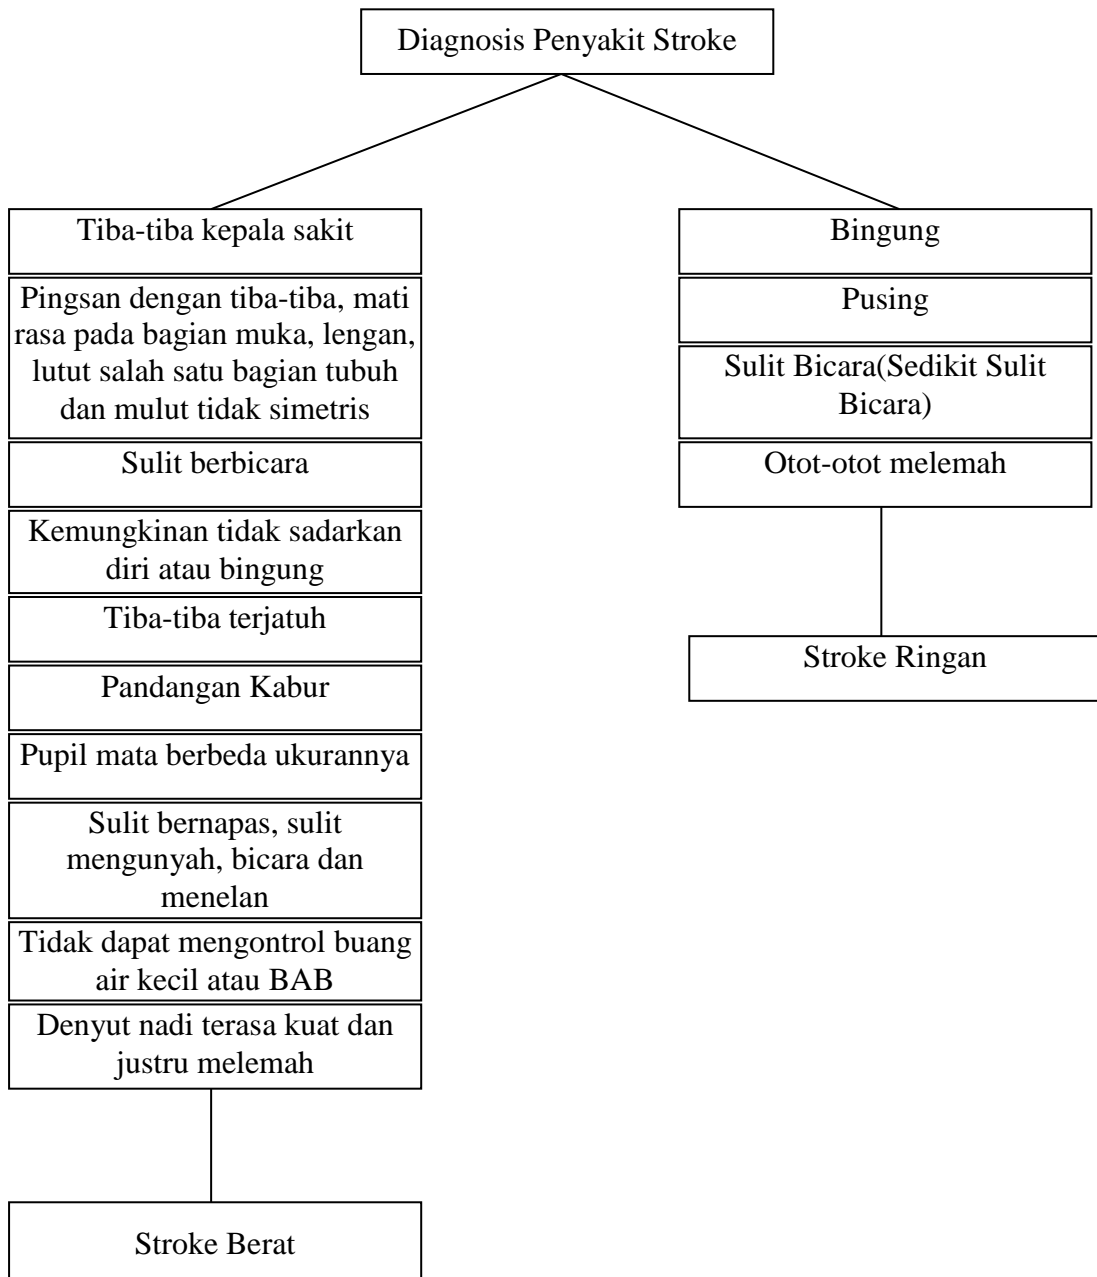 Diagnosis Penyakit Stroke
Tiba-tiba kepala sakit
Pingsan dengan tiba-tiba, mati
rasa pada bagian muka, lengan,
lutut salah satu bagian tubuh
dan mulut tidak simetris
Sulit berbicara
Kemungkinan tidak sadarkan
diri atau bingung
Tiba-tiba terjatuh
Pandangan Kabur
Pupil mata berbeda ukurannya
Sulit bernapas, sulit
mengunyah, bicara dan
menelan
Tidak dapat mengontrol buang
air kecil atau BAB
Denyut nadi terasa kuat dan
justru melemah
Stroke Berat
Bingung
Pusing
Sulit Bicara(Sedikit Sulit
Bicara)
Otot-otot melemah
Stroke Ringan